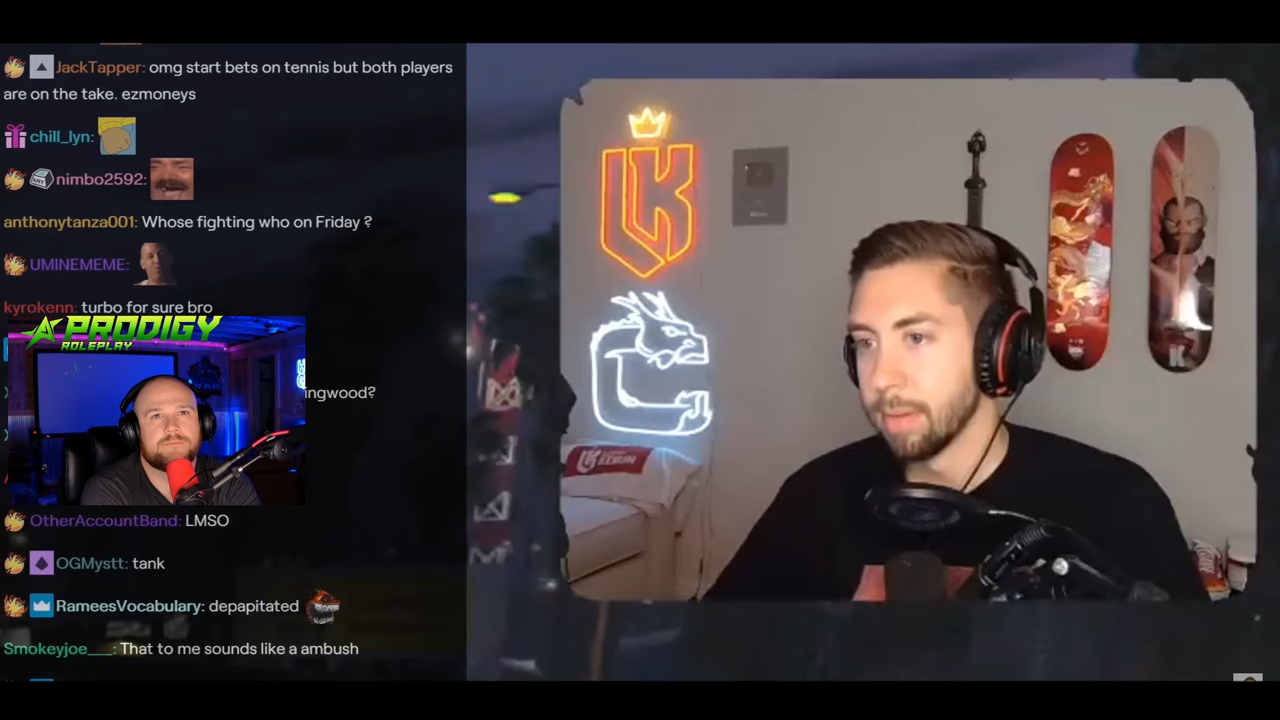 JackTapper: omg start bets on tennis but both players
are on the take. ezmoneys
chill_lyn:
nimbo2592:
anthonytanza001: Whose fighting who on Friday ?
UMINEMEME:
kyrokenn: turbo for sure bro
PRODIGY
ROLEPLAY
ingwood?
OtherAccountBand: LMSO
OGMystt: tank
RameesVocabulary: depapitated
Smokeyjoe___: That to me sounds like a ambush
LK
K